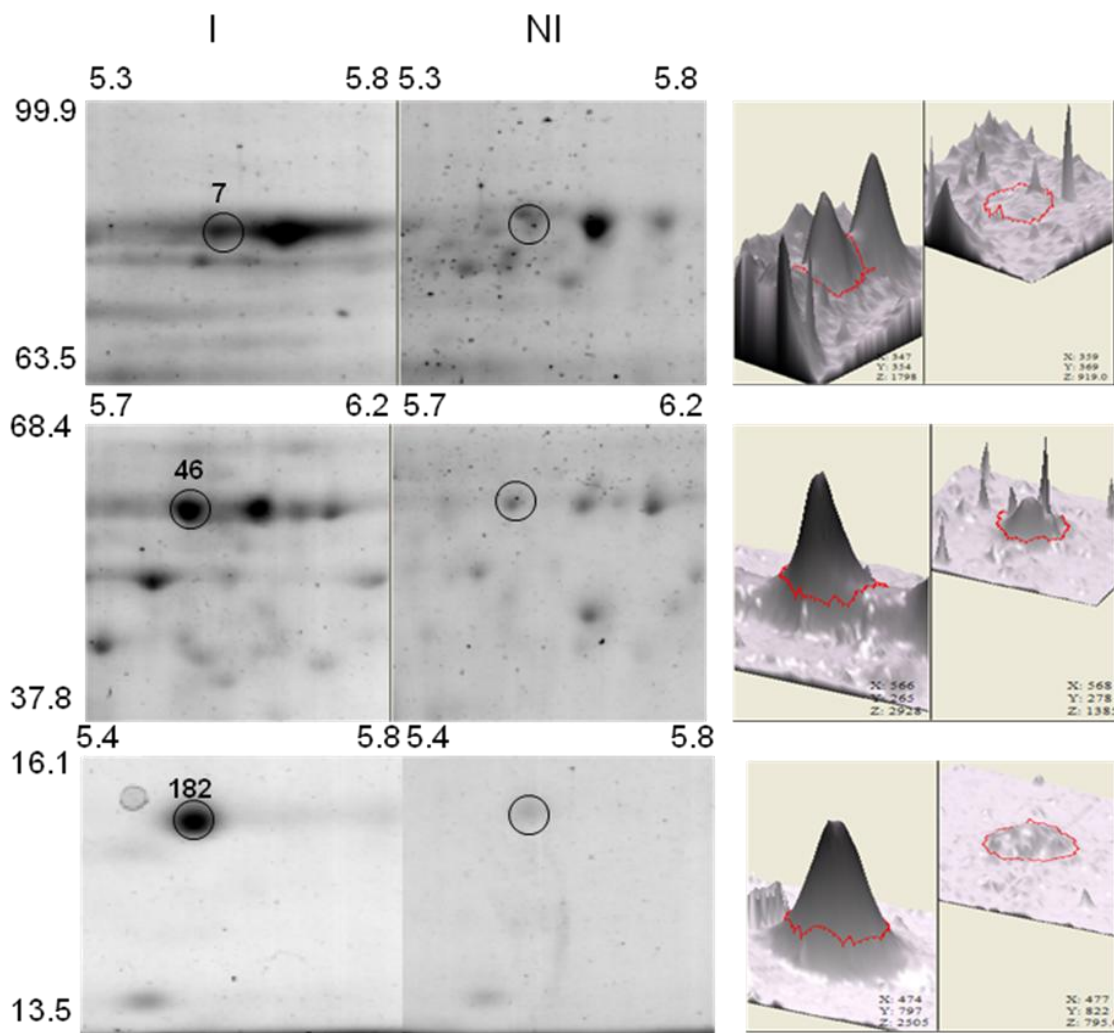 I NI
5.3 5.8 5.3 5.8
99.9
7
63.5
X: 347 X: 359
Y: 354 Y: 369
Z: 1798 Z: 919.0
5.7 6.2 5.7 6.2
68.4
46
37.8
X: 566 X: 568
Y: 265 Y: 278
Z: 2928 Z: 1385
5.4 5.8 5.4 5.8
16.1
182
13.5
X: 474 X: 477
Y: 797 Y: 822
Z: 2505 Z: 795.